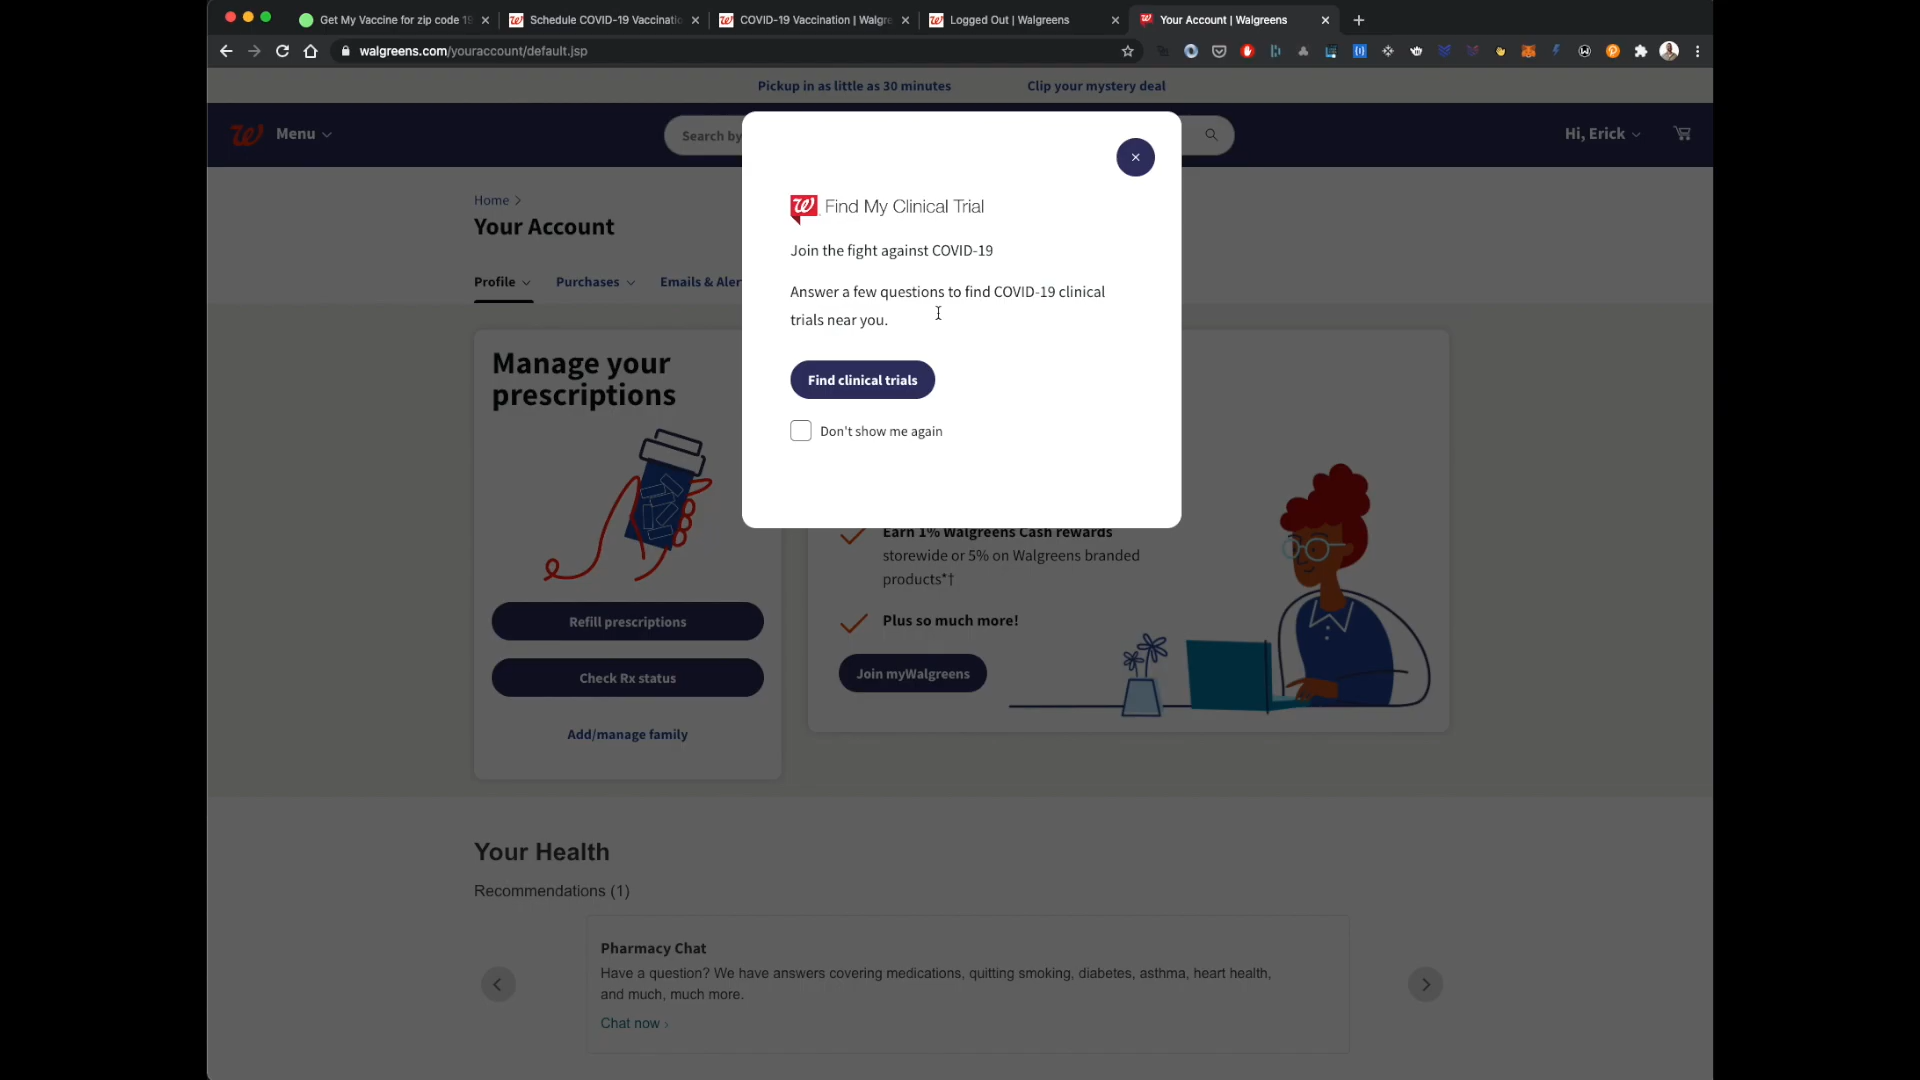 Get My Vaccine for zip code 19
Schedule COVID-19 Vaccinatio
COVID-19 Vaccination | Walgre
Logged Out | Walgreens
Your Account | Walgreens
walgreens.com/youraccount/default.jsp
Pickup in as little as 30 minutes
Clip your mystery deal
Menu
Search by
Hi, Erick
Home >
Your Account
Profile
Purchases
Emails & Aler
Find My Clinical Trial
Join the fight against COVID-19
Answer a few questions to find COVID-19 clinical
trials near you.
Find clinical trials
Don't show me again
Manage your
prescriptions
Refill prescriptions
Check Rx status
Add/manage family
Earn 1% Walgreens Cash rewards
storewide or 5% on Walgreens branded
products*†
Plus so much more!
Join myWalgreens
Your Health
Recommendations (1)
Pharmacy Chat
Have a question? We have answers covering medications, quitting smoking, diabetes, asthma, heart health,
and much, much more.
Chat now ›